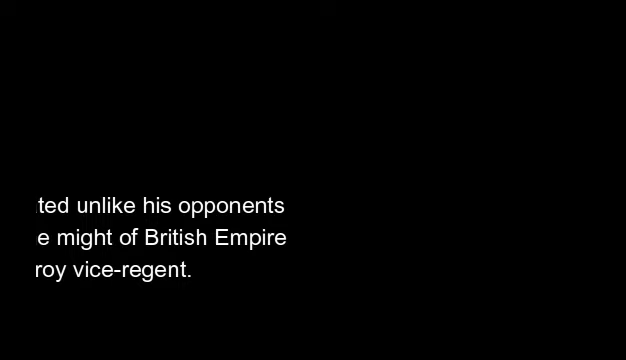 ted unlike his opponents
e might of British Empire
roy vice-regent.